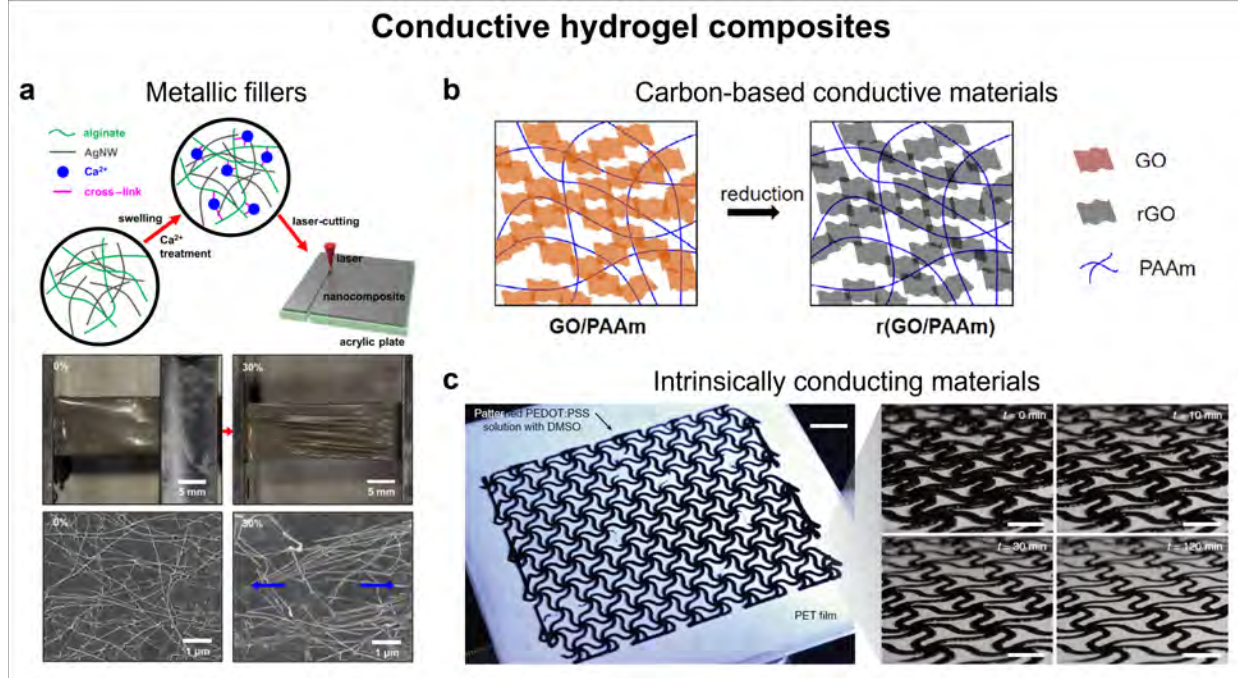 Conductive hydrogel composites
a
Metallic fillers
alginate
AgNW
Ca²⁺
cross-link
swelling
Ca²⁺
treatment
laser-cutting
laser
nanocomposite
acrylic plate
0%
5 mm
30%
5 mm
0%
1 μm
30%
1 μm
b
Carbon-based conductive materials
GO/PAAm
reduction
r(GO/PAAm)
GO
rGO
PAAm
c
Intrinsically conducting materials
Patterned PEDOT:PSS
solution with DMSO
PET film
t = 0 min
t = 10 min
t = 30 min
t = 120 min